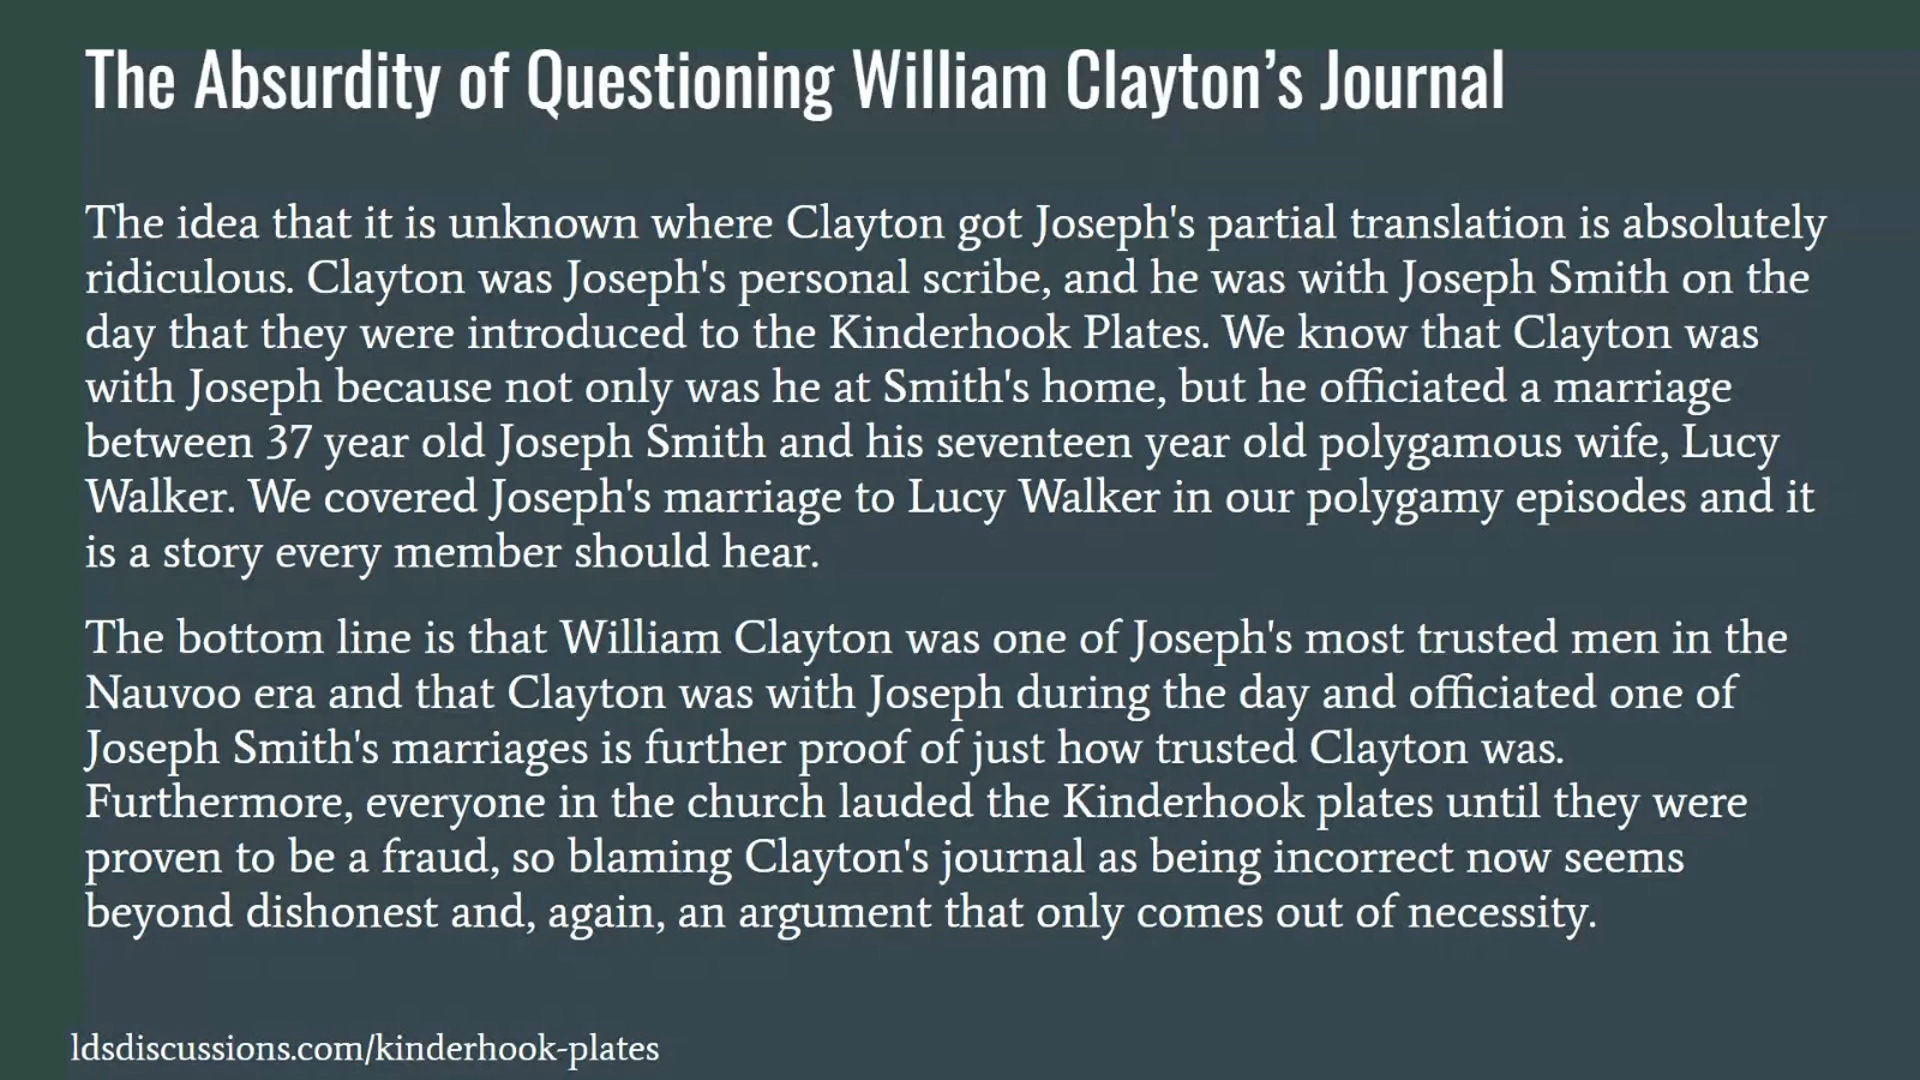 The Absurdity of Questioning William Clayton’s Journal
The idea that it is unknown where Clayton got Joseph's partial translation is absolutely
ridiculous. Clayton was Joseph's personal scribe, and he was with Joseph Smith on the
day that they were introduced to the Kinderhook Plates. We know that Clayton was
with Joseph because not only was he at Smith's home, but he officiated a marriage
between 37 year old Joseph Smith and his seventeen year old polygamous wife, Lucy
Walker. We covered Joseph's marriage to Lucy Walker in our polygamy episodes and it
is a story every member should hear.
The bottom line is that William Clayton was one of Joseph's most trusted men in the
Nauvoo era and that Clayton was with Joseph during the day and officiated one of
Joseph Smith's marriages is further proof of just how trusted Clayton was.
Furthermore, everyone in the church lauded the Kinderhook plates until they were
proven to be a fraud, so blaming Clayton's journal as being incorrect now seems
beyond dishonest and, again, an argument that only comes out of necessity.
ldsdiscussions.com/kinderhook-plates